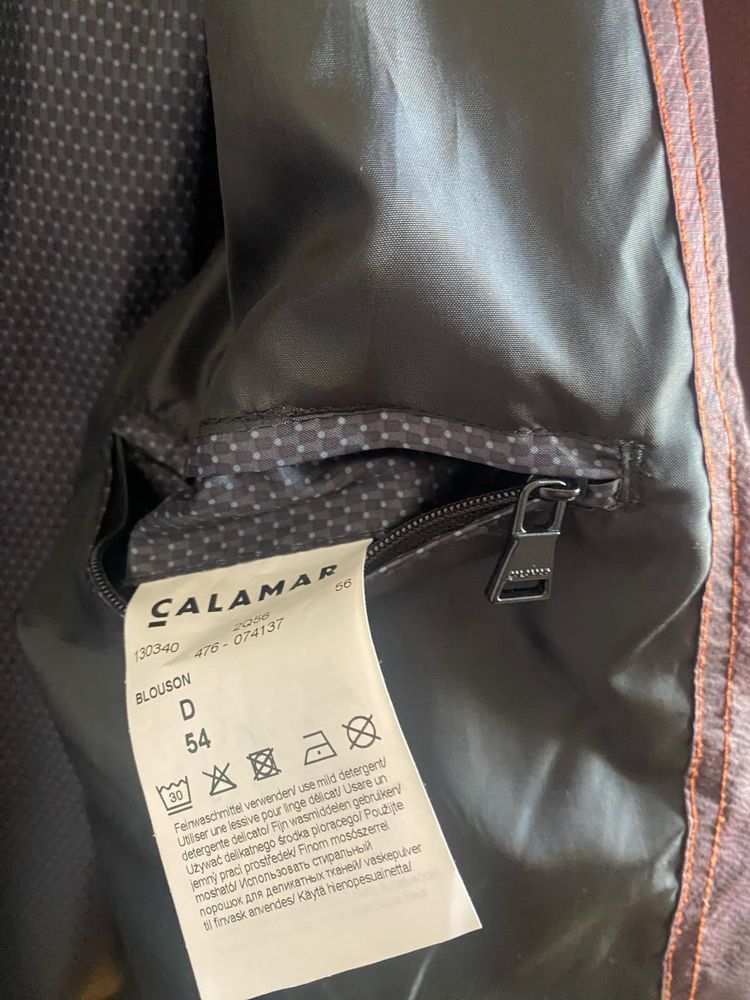 CALAMAR
2Q56 56
130340 476-074137
BLOUSON
D
54
30
Feinwaschmittel verwenden/ use mild detergent/
Utiliser une lessive pour linge délicat/ Usare un
detergente delicato/ Fijn wasmiddelen gebruiken/
Używać delikatnego środka piorącego/ Použijte
jemný prací prostředek/ Finom mosószerrel
mosható/ Использовать стиральный
порошок для деликатных тканей/ vaskepulver
til finvask anvendes/ Käytä hienopesuainetta/